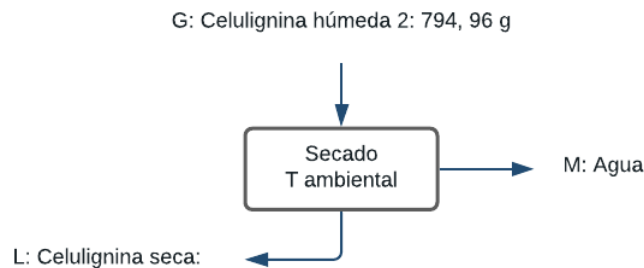 G: Celulignina húmeda 2: 794, 96 g
Secado
T ambiental
M: Agua
L: Celulignina seca: